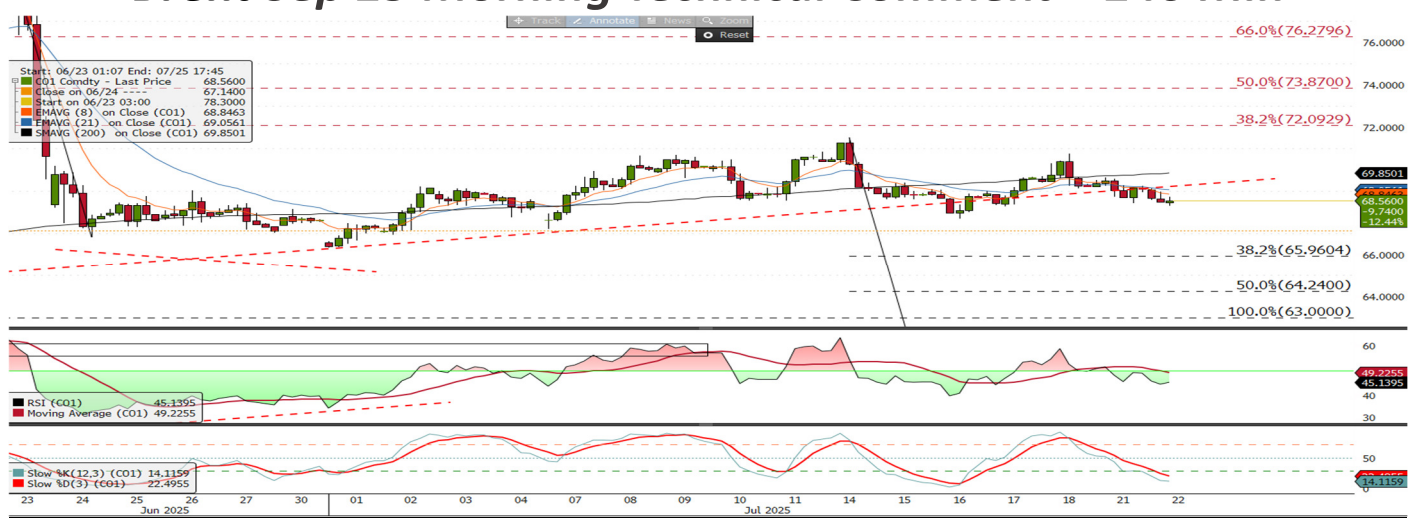 Brent Sep 25 Morning Technical Comment – 240 Min
Track Annotate News Zoom
Reset
66.0%(76.2796)
76.0000
Start: 06/23 01:07 End: 07/25 17:45
CO1 Comdty - Last Price 68.5600
Close on 06/24 ---- 67.1400
Start on 06/23 03:00 78.3000
EMAVG (8) on Close (CO1) 68.8463
EMAVG (21) on Close (CO1) 69.0561
SMAVG (200) on Close (CO1) 69.8501
50.0%(73.8700)
74.0000
38.2%(72.0929)
72.0000
69.8501
68.5600
-9.7400
-12.44%
38.2%(65.9604)
66.0000
50.0%(64.2400)
64.0000
100.0%(63.0000)
60
49.2255
45.1395
40
30
RSI (CO1) 45.1395
Moving Average (CO1) 49.2255
50
Slow %K(12,3) (CO1) 14.1159
Slow %D(3) (CO1) 22.4955
14.1159
0
23 24 25 26 27 30 01 02 03 04 07 08 09 10 11 14 15 16 17 18 21 22
Jun 2025 Jul 2025